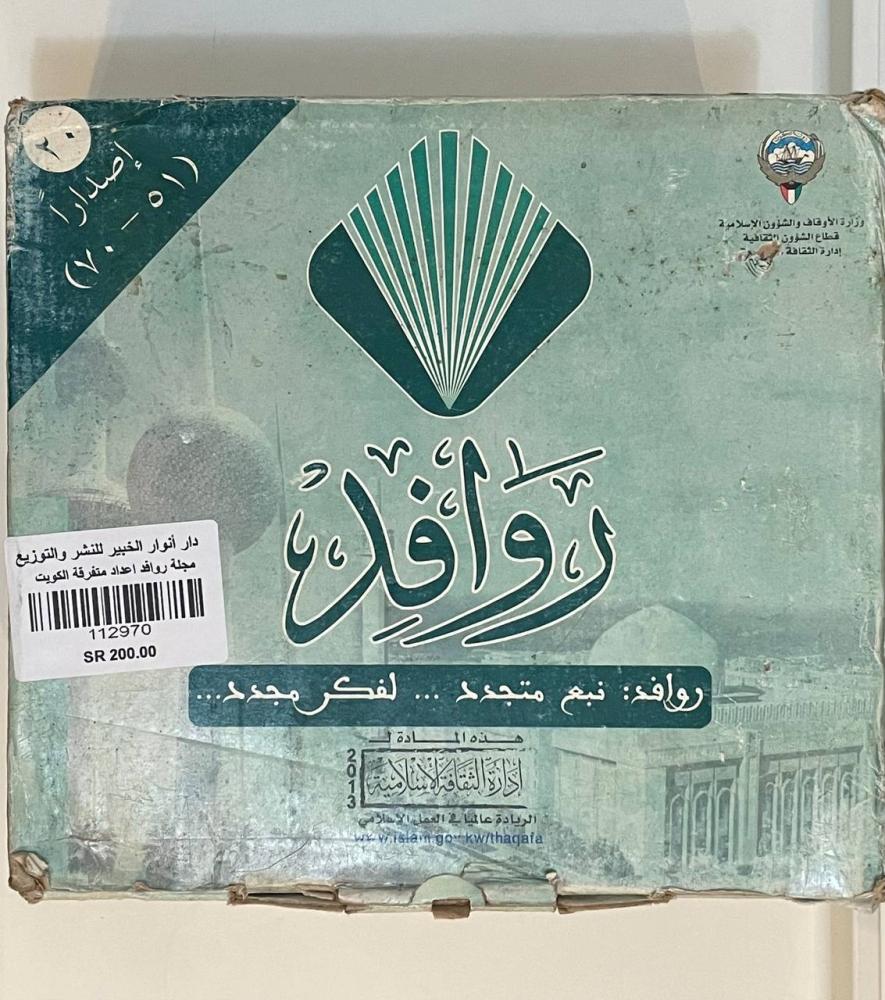 ٢٠
إصداراً
(٥١ – ٧٠)
وزارة الأوقاف والشؤون الإسلامية
قطاع الشؤون الثقافية
إدارة الثقافة
رَوَافِد
دار أنوار الخبير للنشر والتوزيع
مجلة روافد اعداد متفرقة الكويت
112970
SR 200.00
روافد: نبع متجدد ... لفكر مجدد...
هذه المادة لـ
إدارة الثقافة الإسلامية
2013
الريادة عالميا في العمل الإسلامي
www.islam.gov.kw/thaqafa